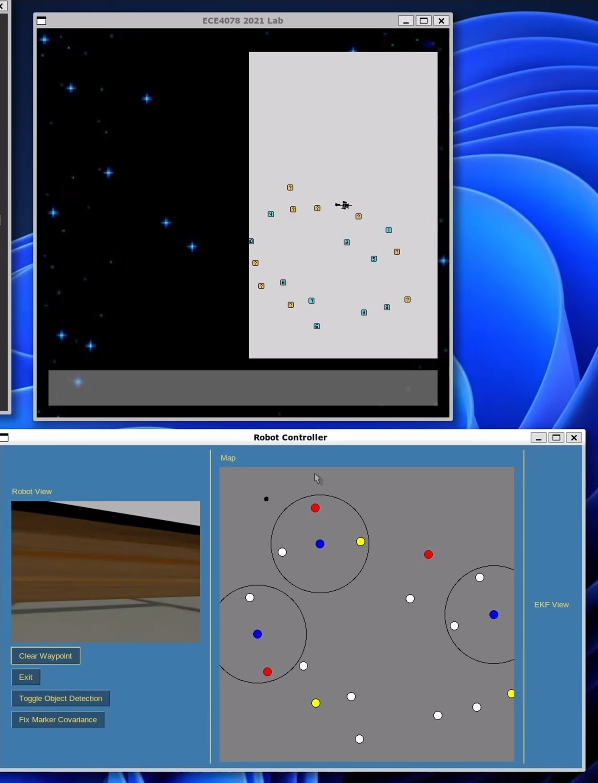 ECE4078 2021 Lab
Robot Controller
Map
Robot View
EKF View
Clear Waypoint
Exit
Toggle Object Detection
Fix Marker Covariance